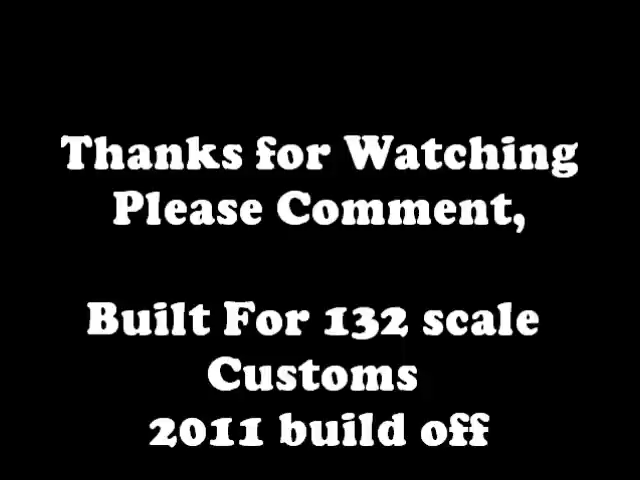 Thanks for Watching
Please Comment,
Built For 132 scale
Customs
2011 build off